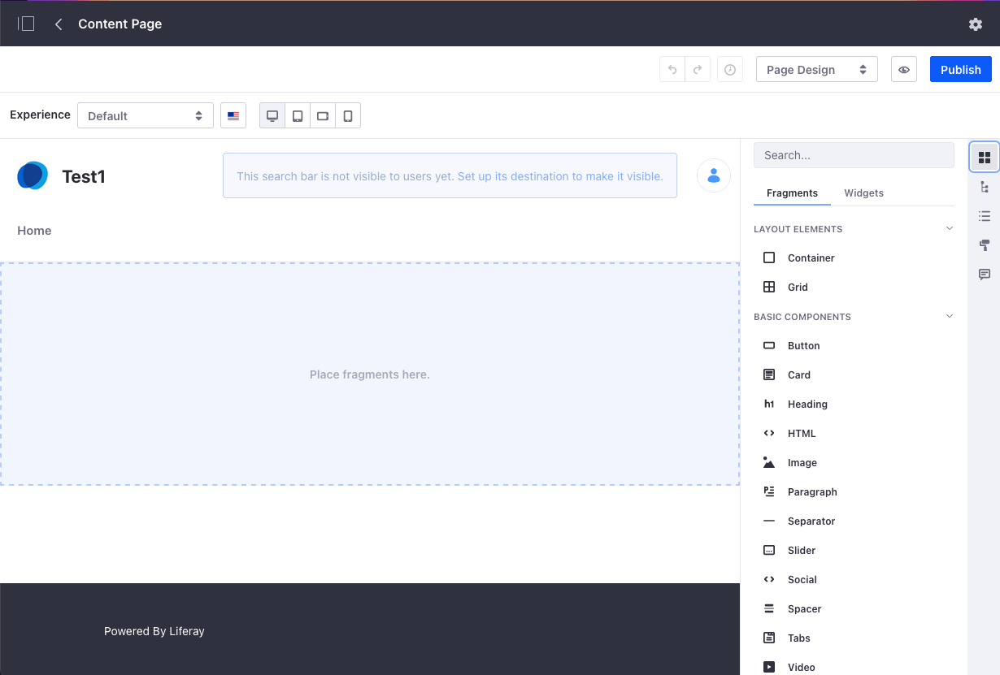 Content Page
Page Design
Publish
Experience
Default
Test1
This search bar is not visible to users yet. Set up its destination to make it visible.
Home
Place fragments here.
Powered By Liferay
Search...
Fragments
Widgets
LAYOUT ELEMENTS
Container
Grid
BASIC COMPONENTS
Button
Card
h1
Heading
HTML
Image
Paragraph
Separator
Slider
Social
Spacer
Tabs
Video